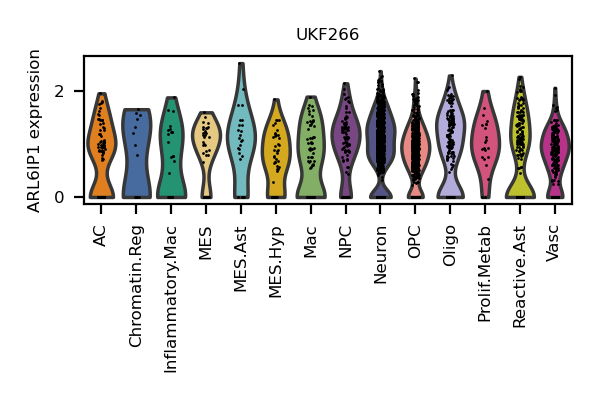 UKF266
ARL6IP1 expression
2
0
AC
Chromatin.Reg
Inflammatory.Mac
MES
MES.Ast
MES.Hyp
Mac
NPC
Neuron
OPC
Oligo
Prolif.Metab
Reactive.Ast
Vasc